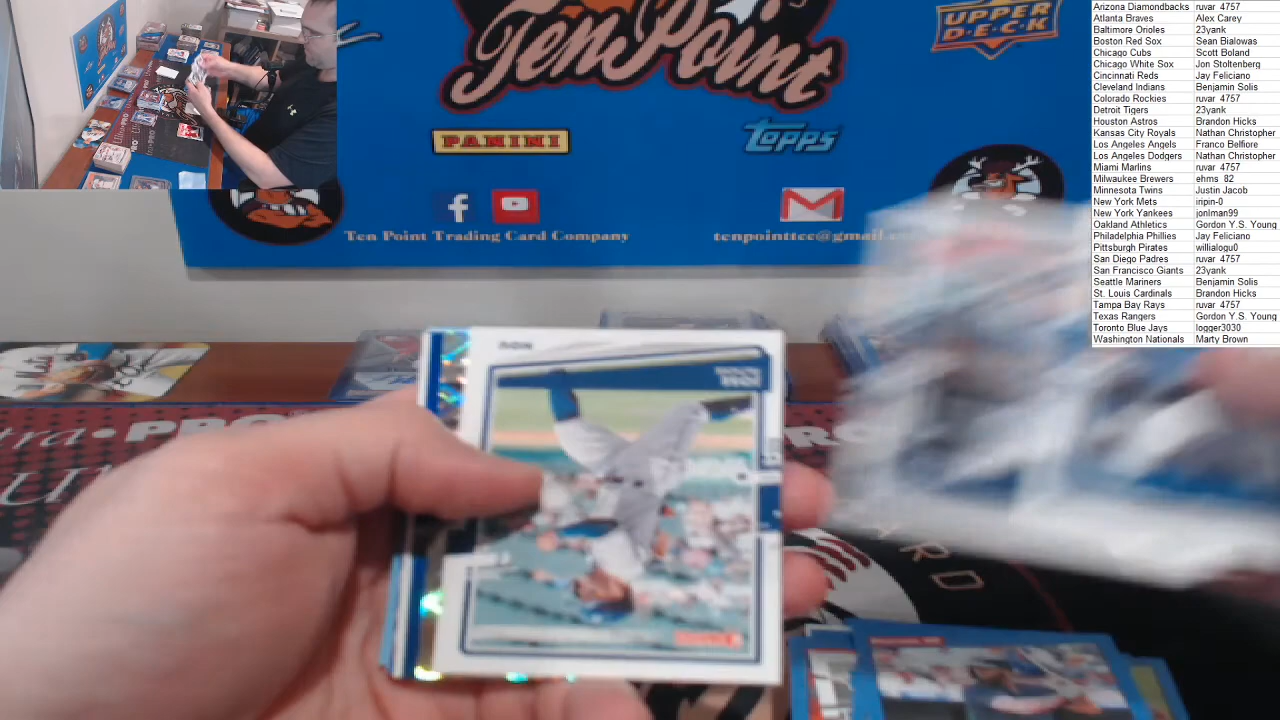 Ten Point
UPPER
D·E·C·K
PANINI
topps
Ten Point Trading Card Company
tenpointtcc@gmail
Arizona Diamondbacks ruvar 4757
Atlanta Braves Alex Carey
Baltimore Orioles 23yank
Boston Red Sox Sean Bialowas
Chicago Cubs Scott Boland
Chicago White Sox Jon Stoltenberg
Cincinnati Reds Jay Feliciano
Cleveland Indians Benjamin Solis
Colorado Rockies ruvar 4757
Detroit Tigers 23yank
Houston Astros Brandon Hicks
Kansas City Royals Nathan Christopher
Los Angeles Angels Franco Belfiore
Los Angeles Dodgers Nathan Christopher
Miami Marlins ruvar 4757
Milwaukee Brewers ehms 82
Minnesota Twins Justin Jacob
New York Mets iripin-0
New York Yankees jonlman99
Oakland Athletics Gordon Y.S. Young
Philadelphia Phillies Jay Feliciano
Pittsburgh Pirates willialogu0
San Diego Padres ruvar 4757
San Francisco Giants 23yank
Seattle Mariners Benjamin Solis
St. Louis Cardinals Brandon Hicks
Tampa Bay Rays ruvar 4757
Texas Rangers Gordon Y.S. Young
Toronto Blue Jays logger3030
Washington Nationals Marty Brown